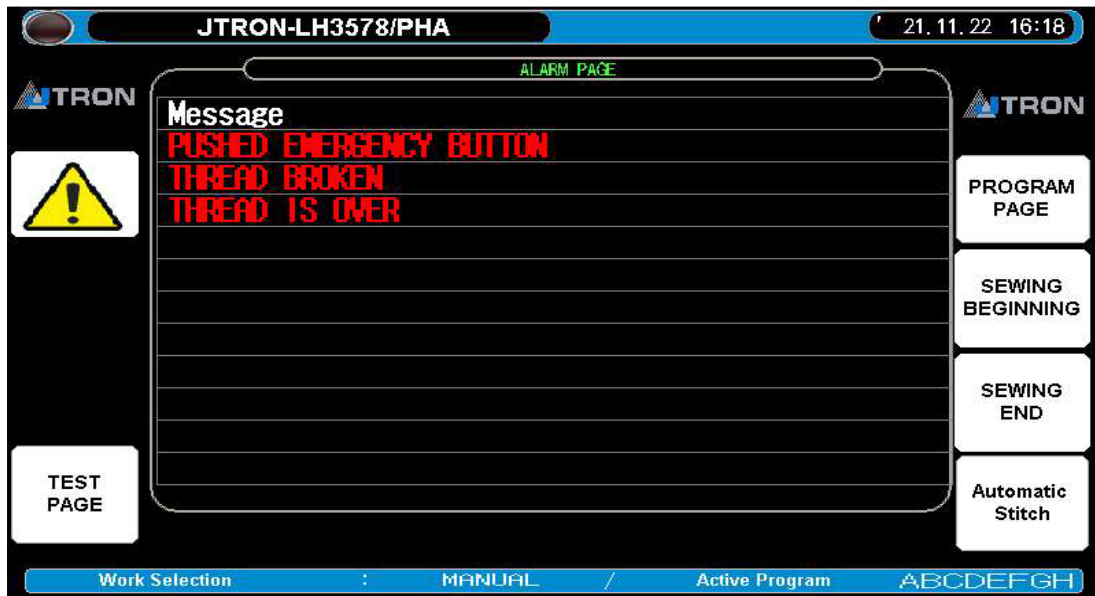 JTRON-LH3578/PHA
' 21.11.22 16:18
ALARM PAGE
JTRON
JTRON
Message
PUSHED EMERGENCY BUTTON
THREAD BROKEN
THREAD IS OVER
PROGRAM
PAGE
SEWING
BEGINNING
SEWING
END
TEST
PAGE
Automatic
Stitch
Work Selection : MANUAL / Active Program ABCDEFGH